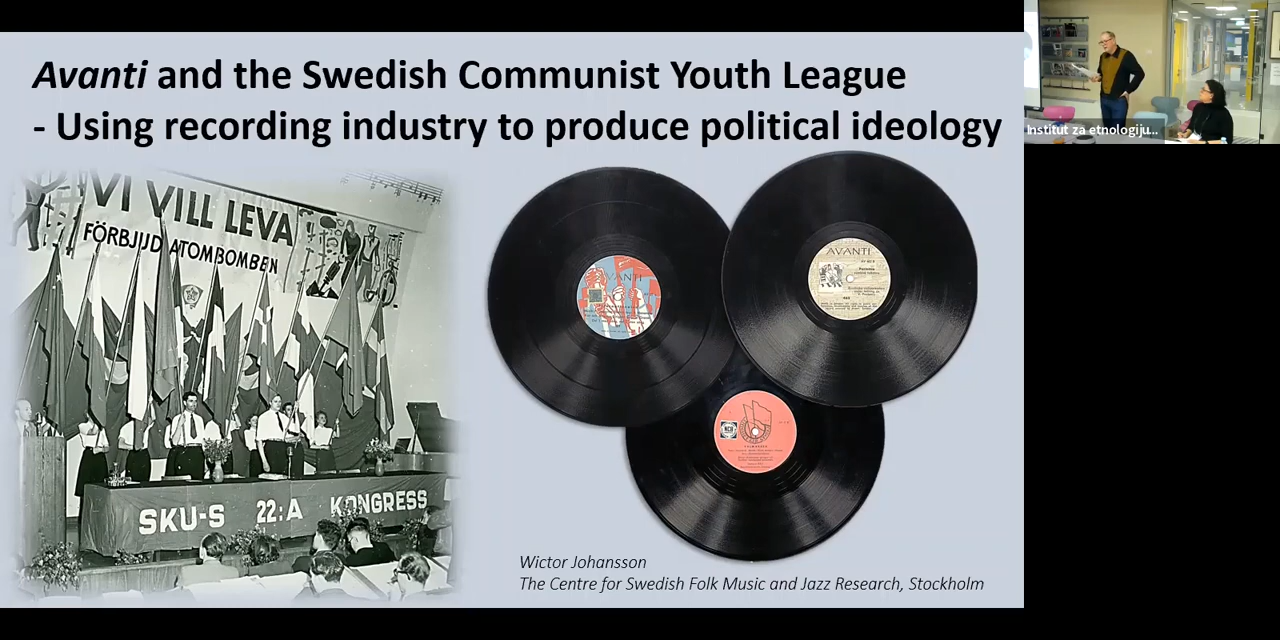 Avanti and the Swedish Communist Youth League
- Using recording industry to produce political ideology
VI VILL LEVA
FÖRBJUD ATOMBOMBEN
SKU-S 22:A KONGRESS
AVANTI
AVANTI
NCB
Wictor Johansson
The Centre for Swedish Folk Music and Jazz Research, Stockholm
Institut za etnologiju...